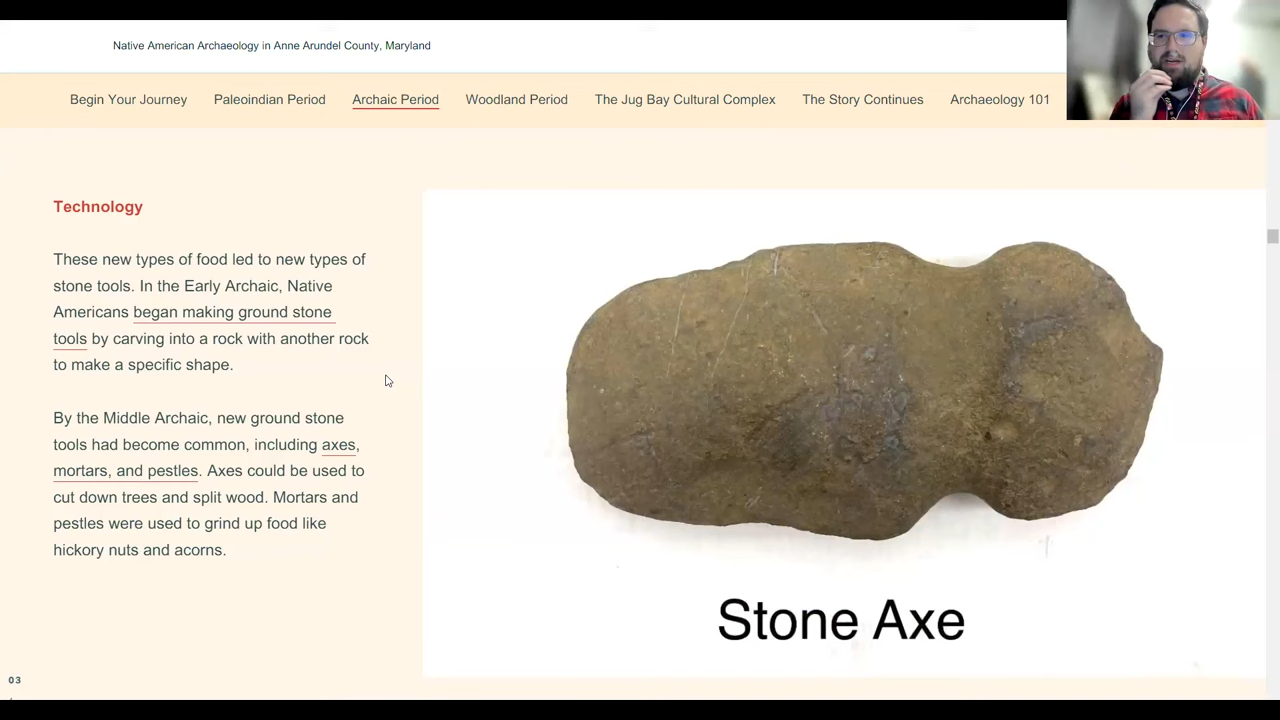 Native American Archaeology in Anne Arundel County, Maryland
Begin Your Journey Paleoindian Period Archaic Period Woodland Period The Jug Bay Cultural Complex The Story Continues Archaeology 101
Technology
These new types of food led to new types of
stone tools. In the Early Archaic, Native
Americans began making ground stone
tools by carving into a rock with another rock
to make a specific shape.
By the Middle Archaic, new ground stone
tools had become common, including axes,
mortars, and pestles. Axes could be used to
cut down trees and split wood. Mortars and
pestles were used to grind up food like
hickory nuts and acorns.
Stone Axe
03